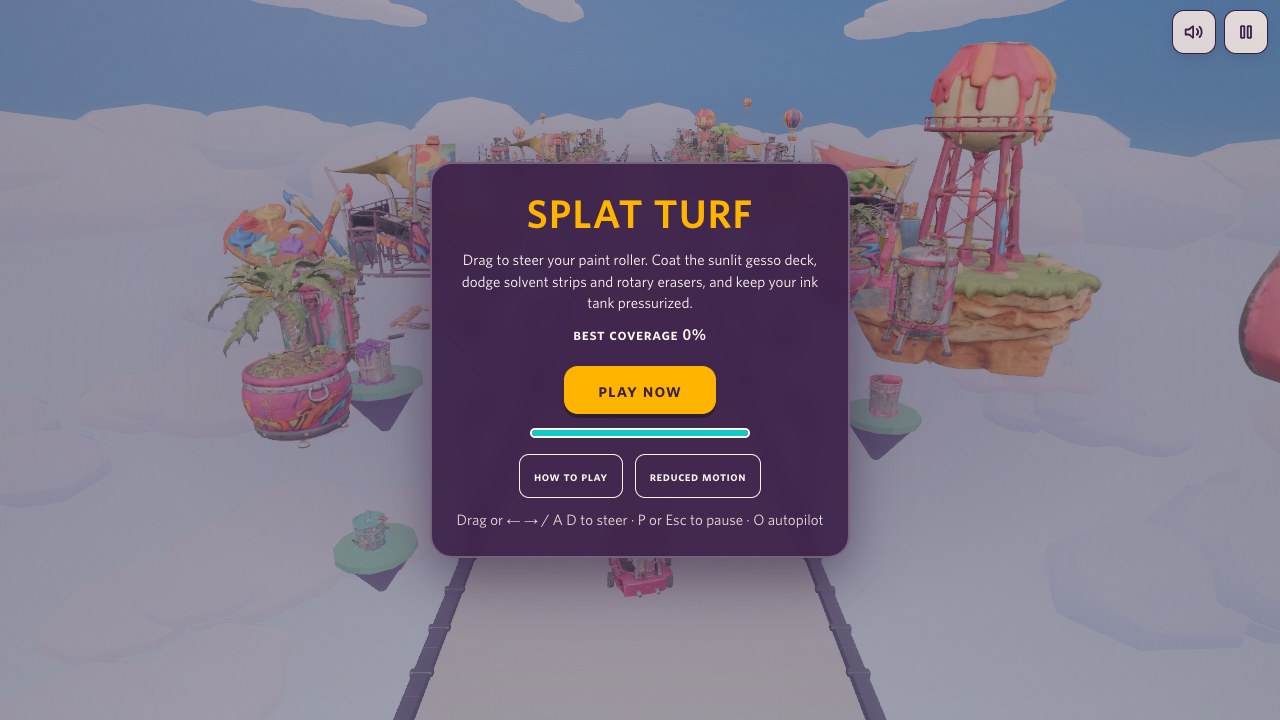 SPLAT TURF
Drag to steer your paint roller. Coat the sunlit gesso deck,
dodge solvent strips and rotary erasers, and keep your ink
tank pressurized.
BEST COVERAGE 0%
PLAY NOW
HOW TO PLAY
REDUCED MOTION
Drag or ← → / A D to steer · P or Esc to pause · O autopilot